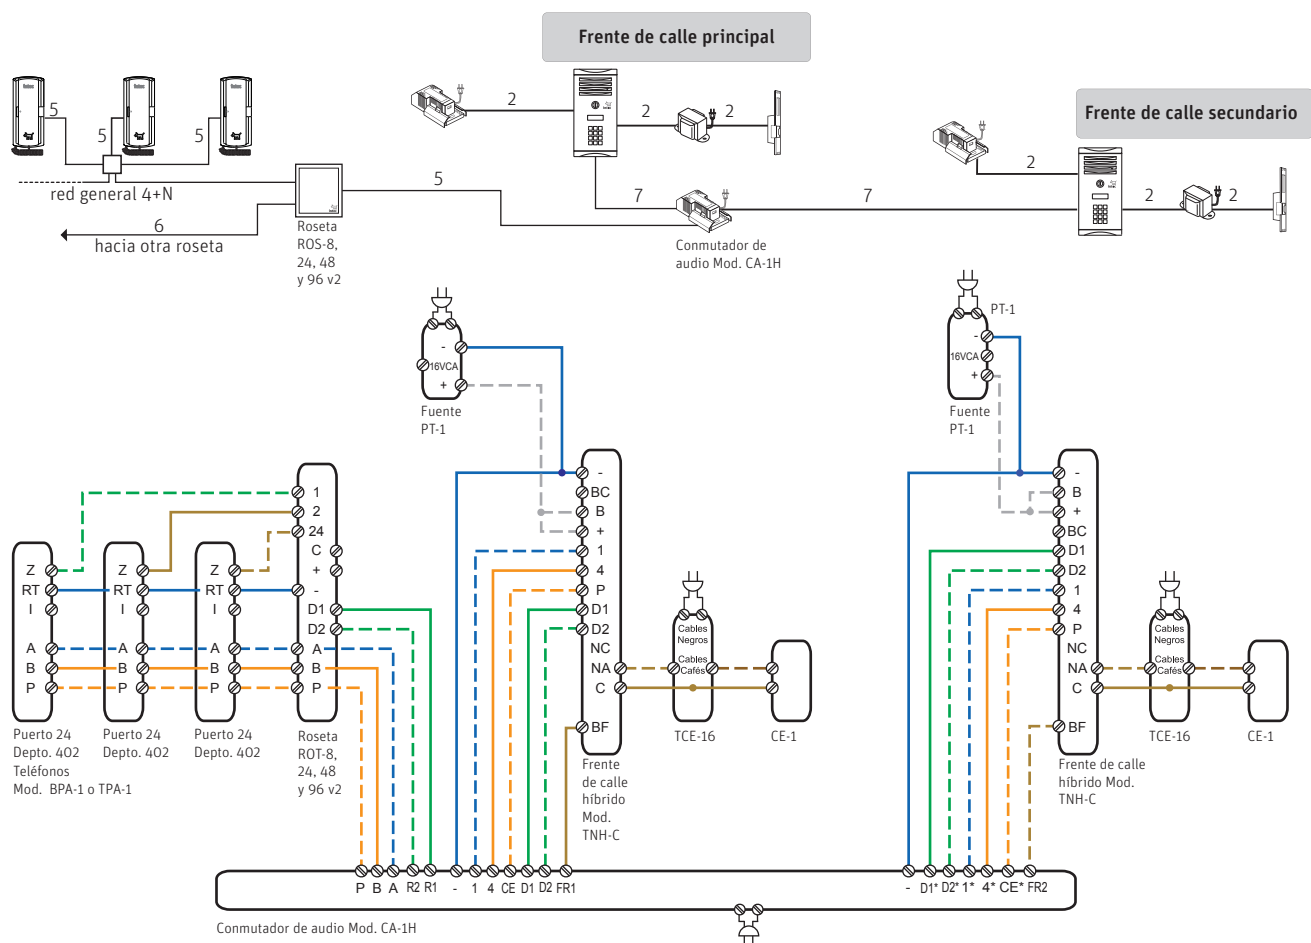 Frente de calle principal
Frente de calle secundario
5
5
5
2
2
2
2
2
2
red general 4+N
5
7
7
6
hacia otra roseta
Roseta
ROS-8,
24, 48
y 96 v2
Conmutador de
audio Mod. CA-1H
-
16VCA
+
Fuente
PT-1
PT-1
-
16VCA
+
Fuente
PT-1
Z
RT
I
A
B
P
Puerto 24
Depto. 402
Teléfonos
Mod. BPA-1 o TPA-1
Z
RT
I
A
B
P
Puerto 24
Depto. 402
Z
RT
I
A
B
P
Puerto 24
Depto. 402
1
2
24
C
+
-
D1
D2
A
B
P
Roseta
ROT-8,
24, 48
y 96 v2
-
BC
B
+
1
4
P
D1
D2
NC
NA
C
BF
Frente
de calle
híbrido
Mod.
TNH-C
Cables
Negros
Cables
Cafés
TCE-16
CE-1
-
B
+
BC
D1
D2
1
4
P
NC
NA
C
BF
Frente de calle
híbrido Mod.
TNH-C
Cables
Negros
Cables
Cafés
TCE-16
CE-1
P B A R2 R1 - 1 4 CE D1 D2 FR1
- D1* D2* 1* 4* CE* FR2
Conmutador de audio Mod. CA-1H